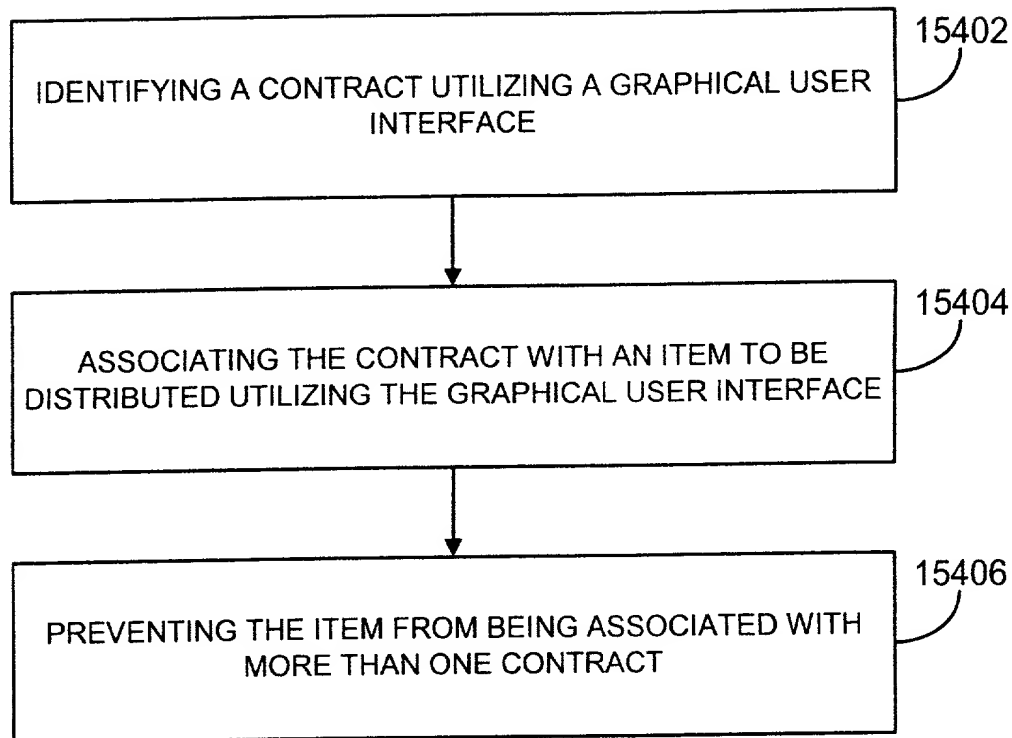 15402
IDENTIFYING A CONTRACT UTILIZING A GRAPHICAL USER
INTERFACE
15404
ASSOCIATING THE CONTRACT WITH AN ITEM TO BE
DISTRIBUTED UTILIZING THE GRAPHICAL USER INTERFACE
15406
PREVENTING THE ITEM FROM BEING ASSOCIATED WITH
MORE THAN ONE CONTRACT